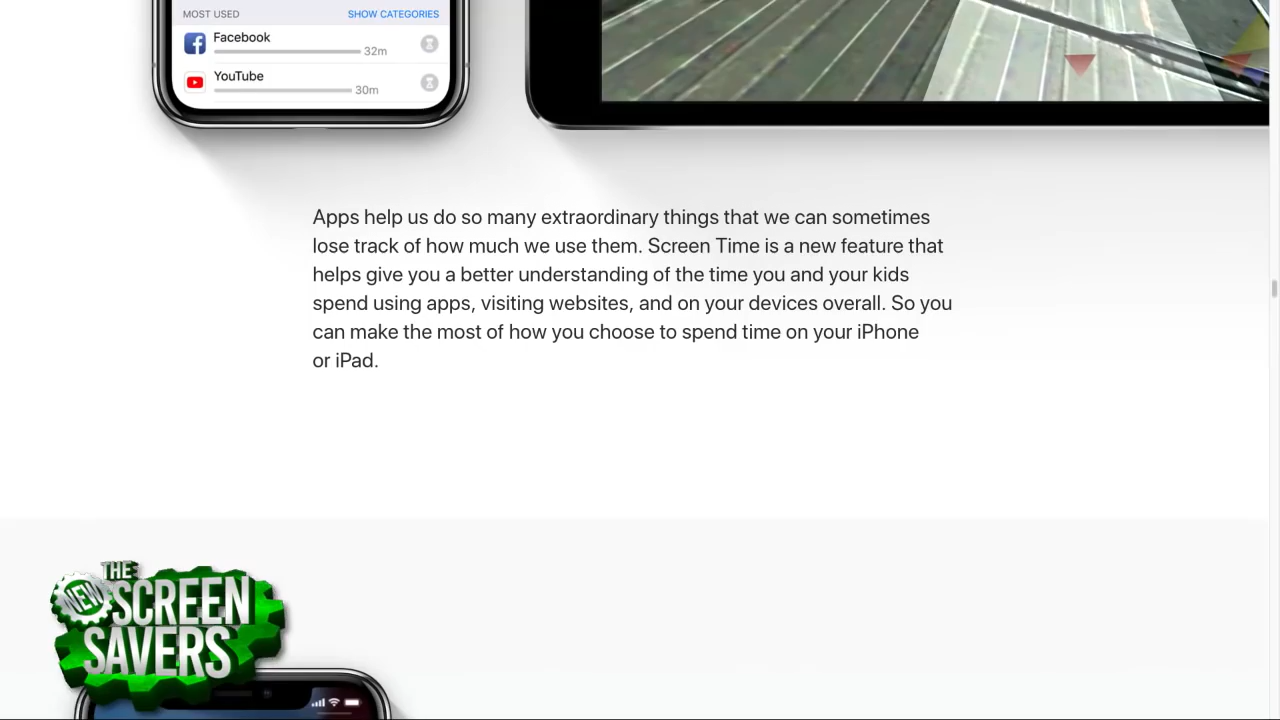 MOST USED SHOW CATEGORIES
Facebook
32m
YouTube
30m
Apps help us do so many extraordinary things that we can sometimes
lose track of how much we use them. Screen Time is a new feature that
helps give you a better understanding of the time you and your kids
spend using apps, visiting websites, and on your devices overall. So you
can make the most of how you choose to spend time on your iPhone
or iPad.
THE
NEW SCREEN
SAVERS